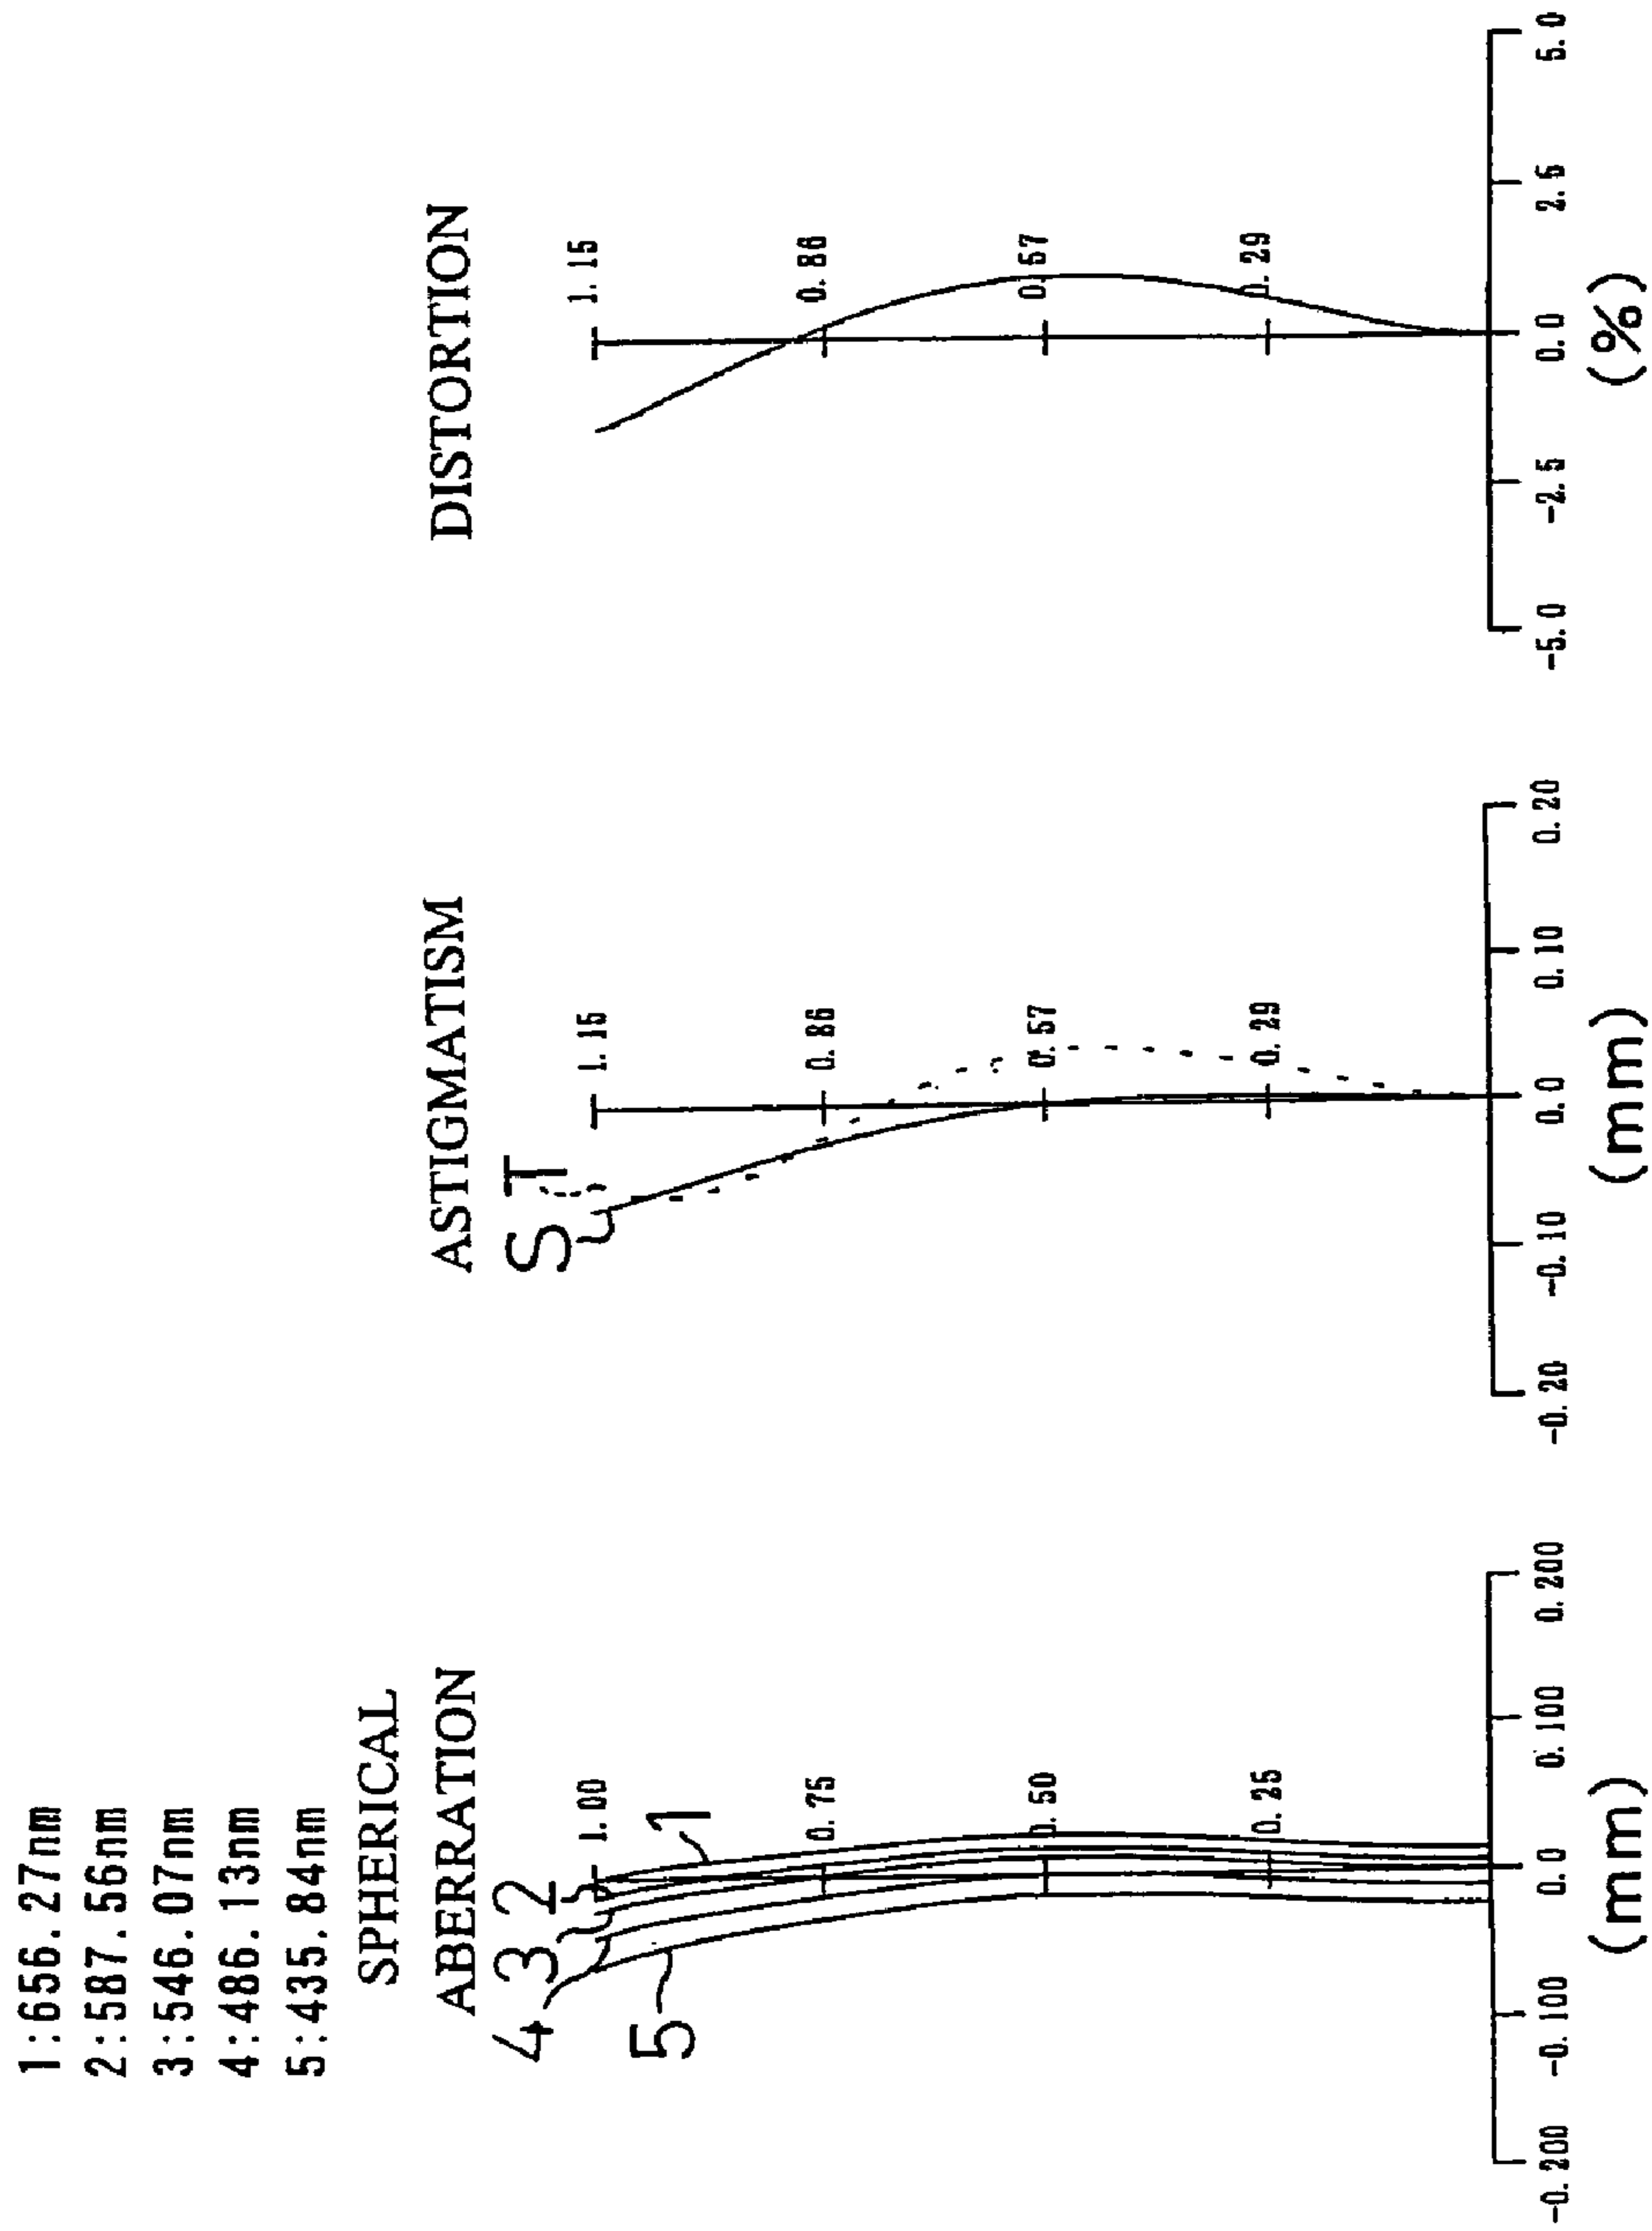 1:656.27nm
2:587.56nm
3:546.07nm
4:486.13nm
5:435.84nm
SPHERICAL
ABERRATION
4 3 2
1.00
1
5
0.75
0.50
0.25
-0.200 -0.100 0.0 0.100 0.200
(mm)
ASTIGMATISM
S T
1.15
0.86
0.57
0.29
-0.20 -0.10 0.0 0.10 0.20
(mm)
DISTORTION
1.15
0.86
0.57
0.29
-5.0 -2.5 0.0 2.5 5.0
(%)